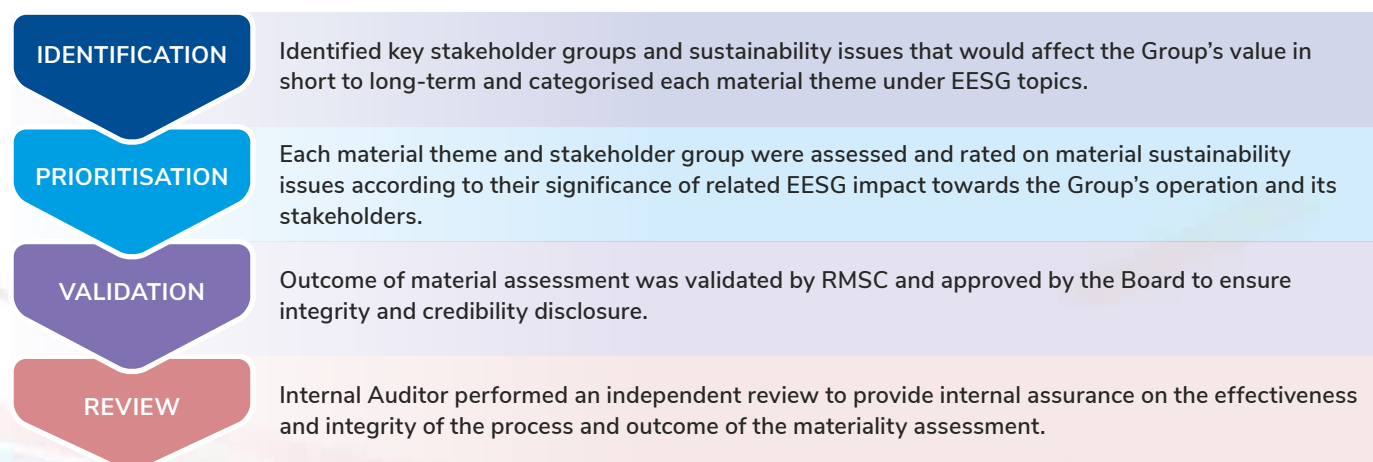 IDENTIFICATION
Identified key stakeholder groups and sustainability issues that would affect the Group's value in
short to long-term and categorised each material theme under EESG topics.
PRIORITISATION
Each material theme and stakeholder group were assessed and rated on material sustainability
issues according to their significance of related EESG impact towards the Group's operation and its
stakeholders.
VALIDATION
Outcome of material assessment was validated by RMSC and approved by the Board to ensure
integrity and credibility disclosure.
REVIEW
Internal Auditor performed an independent review to provide internal assurance on the effectiveness
and integrity of the process and outcome of the materiality assessment.